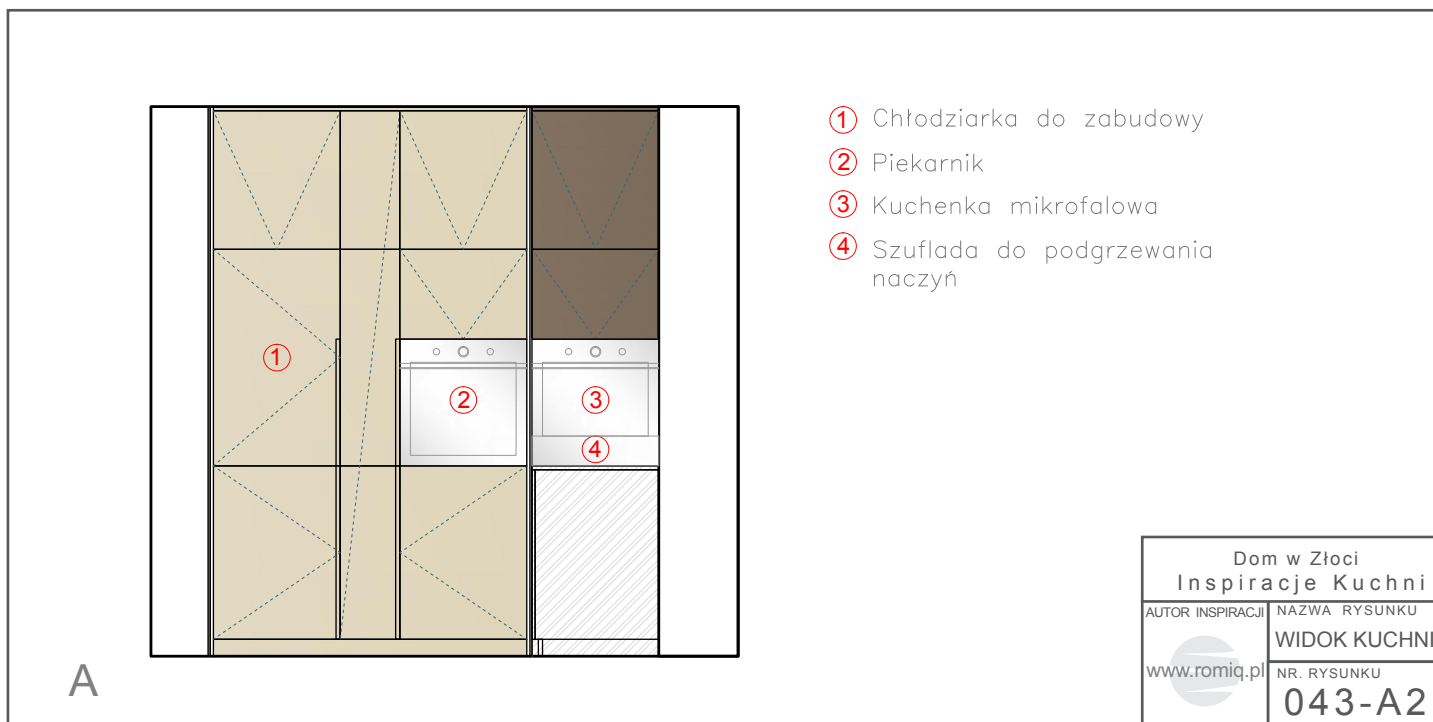 1 Chłodziarka do zabudowy
2 Piekarnik
3 Kuchenka mikrofalowa
4 Szuflada do podgrzewania
naczyń
1
2
3
4
A
Dom w Złoci
Inspiracje Kuchni
AUTOR INSPIRACJI
www.romiq.pl
NAZWA RYSUNKU
WIDOK KUCHNI
NR. RYSUNKU
043-A2